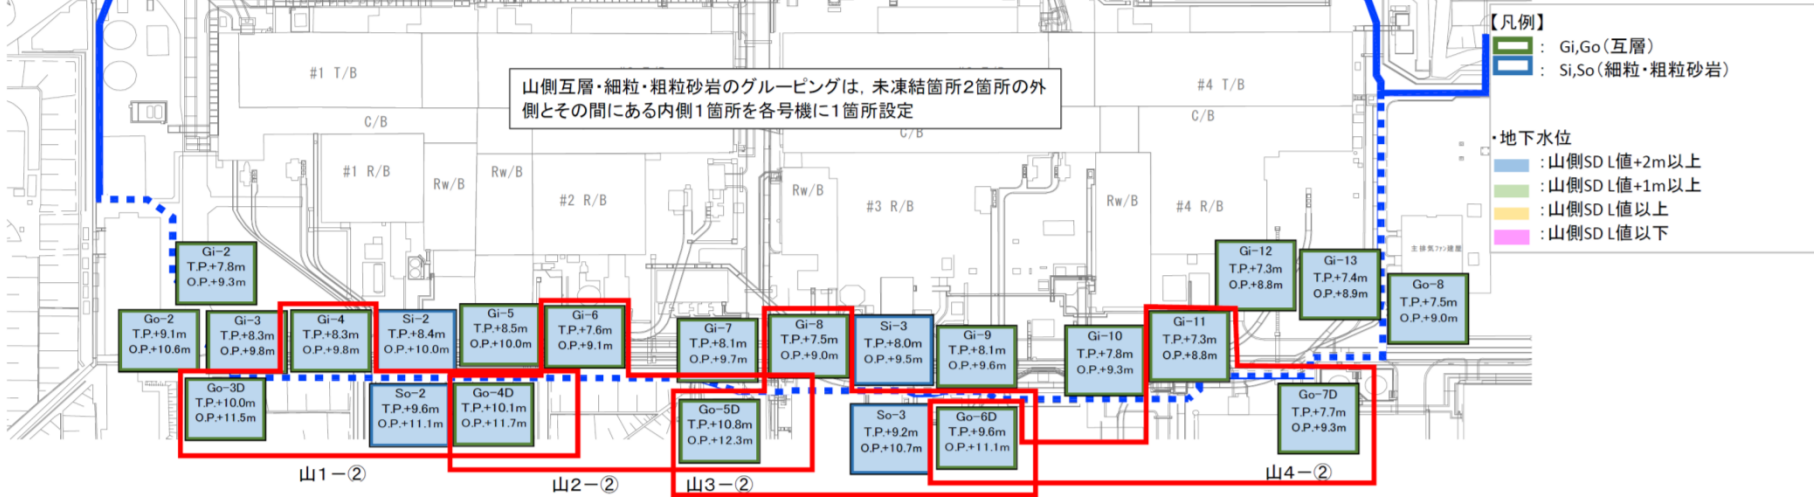 【凡例】
： Gi,Go（互層）
： Si,So（細粒・粗粒砂岩）
・地下水位
：山側SD L値+2m以上
：山側SD L値+1m以上
：山側SD L値以上
：山側SD L値以下
山側互層・細粒・粗粒砂岩のグルーピングは，未凍結箇所２箇所の外
側とその間にある内側１箇所を各号機に１箇所設定
#1 T/B
#4 T/B
C/B
C/B
C/B
#1 R/B
Rw/B
Rw/B
#2 R/B
Rw/B
#3 R/B
Rw/B
#4 R/B
主排気ファン建屋
Gi-2
T.P.+7.8m
O.P.+9.3m
Go-2
T.P.+9.1m
O.P.+10.6m
Gi-3
T.P.+8.3m
O.P.+9.8m
Gi-4
T.P.+8.3m
O.P.+9.8m
Si-2
T.P.+8.4m
O.P.+10.0m
Gi-5
T.P.+8.5m
O.P.+10.0m
Gi-6
T.P.+7.6m
O.P.+9.1m
Gi-7
T.P.+8.1m
O.P.+9.7m
Gi-8
T.P.+7.5m
O.P.+9.0m
Si-3
T.P.+8.0m
O.P.+9.5m
Gi-9
T.P.+8.1m
O.P.+9.6m
Gi-10
T.P.+7.8m
O.P.+9.3m
Gi-11
T.P.+7.3m
O.P.+8.8m
Gi-12
T.P.+7.3m
O.P.+8.8m
Gi-13
T.P.+7.4m
O.P.+8.9m
Go-8
T.P.+7.5m
O.P.+9.0m
Go-3D
T.P.+10.0m
O.P.+11.5m
So-2
T.P.+9.6m
O.P.+11.1m
Go-4D
T.P.+10.1m
O.P.+11.7m
Go-5D
T.P.+10.8m
O.P.+12.3m
So-3
T.P.+9.2m
O.P.+10.7m
Go-6D
T.P.+9.6m
O.P.+11.1m
Go-7D
T.P.+7.7m
O.P.+9.3m
山１－②
山２－②
山３－②
山４－②